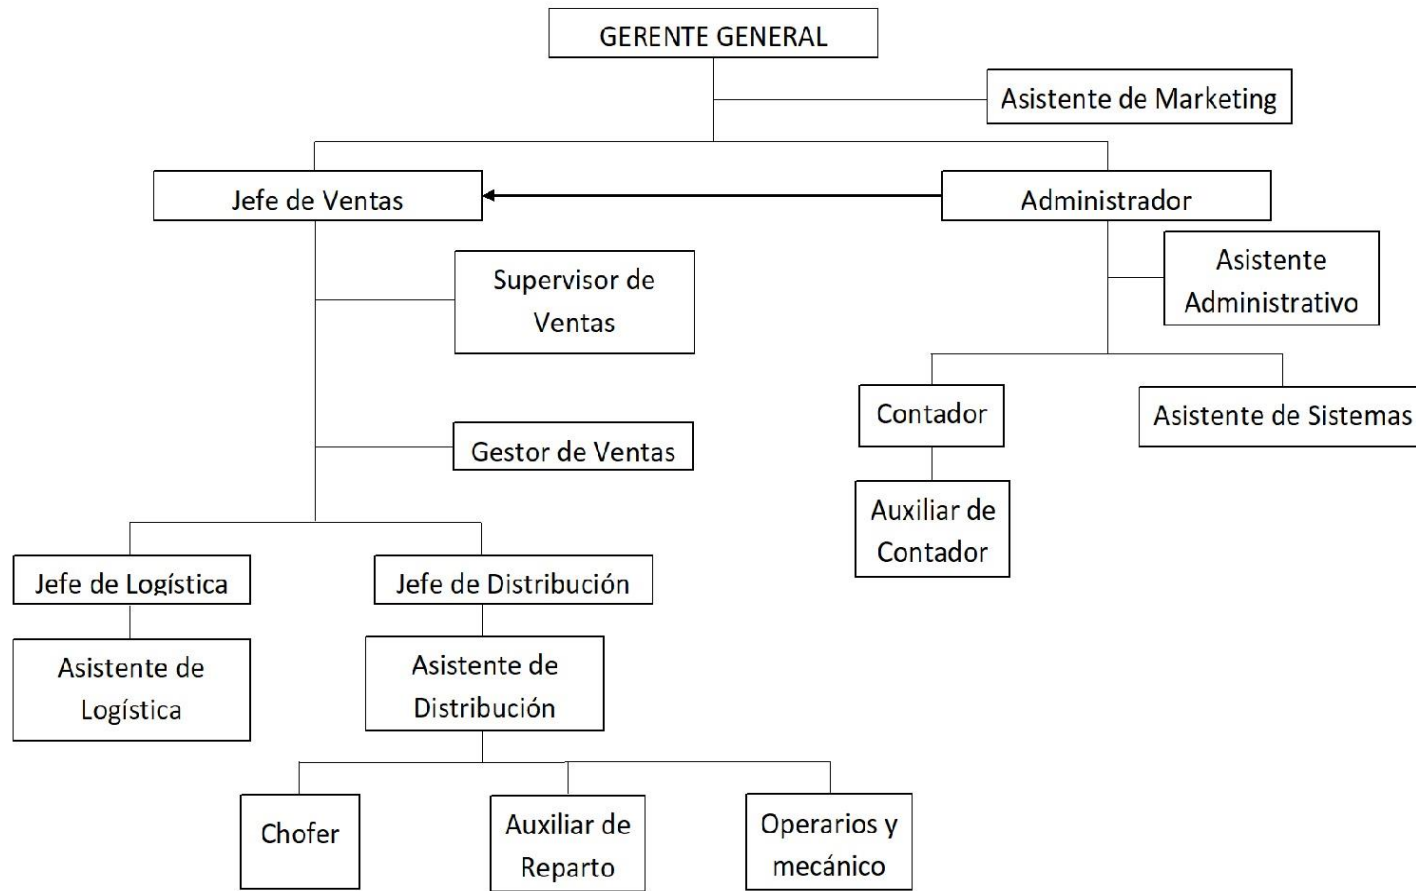 GERENTE GENERAL
Asistente de Marketing
Jefe de Ventas
Administrador
Supervisor de
Ventas
Asistente
Administrativo
Contador
Asistente de Sistemas
Gestor de Ventas
Auxiliar de
Contador
Jefe de Logística
Jefe de Distribución
Asistente de
Logística
Asistente de
Distribución
Chofer
Auxiliar de
Reparto
Operarios y
mecánico